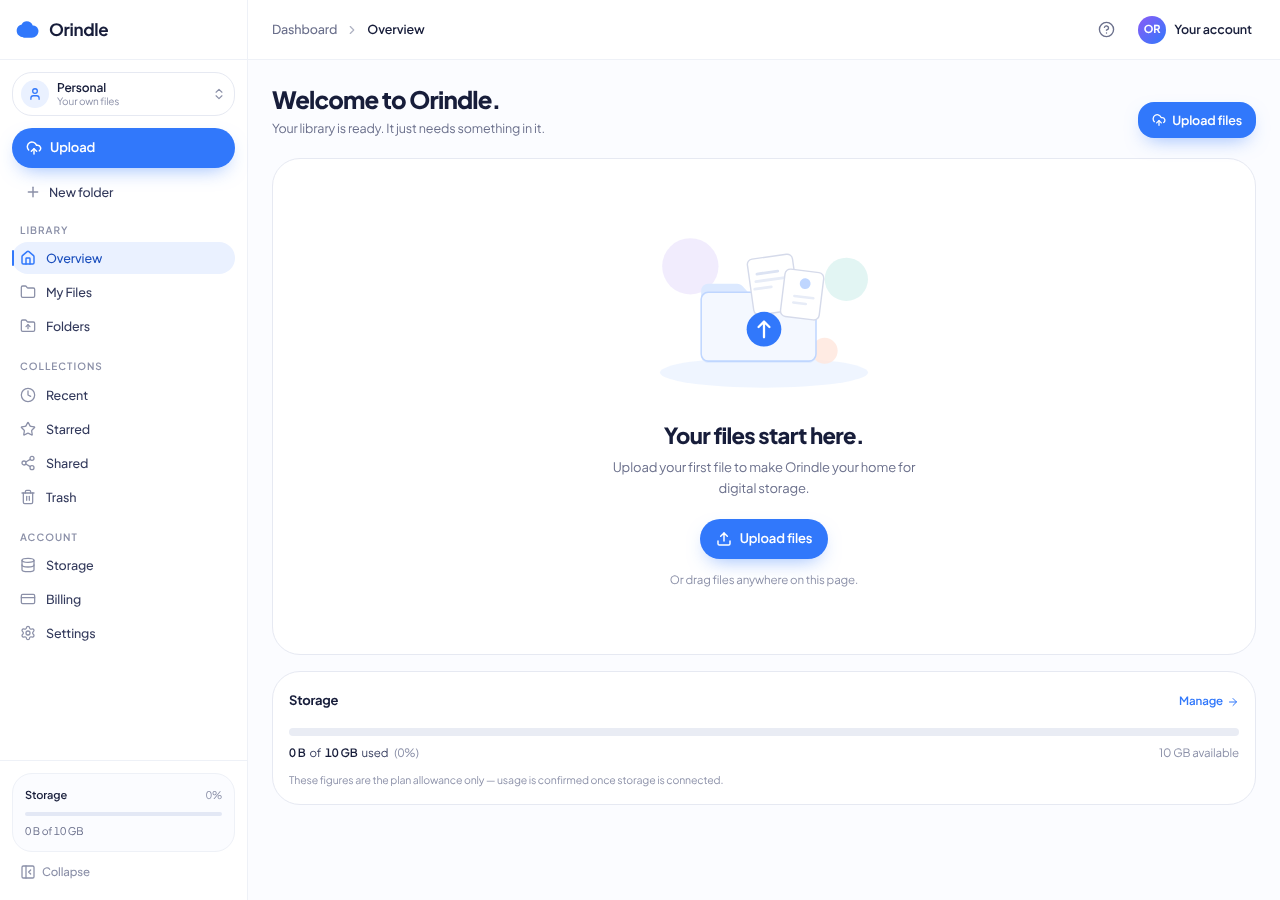 Orindle
Dashboard > Overview
OR Your account
Personal
Your own files
Upload
New folder
LIBRARY
Overview
My Files
Folders
COLLECTIONS
Recent
Starred
Shared
Trash
ACCOUNT
Storage
Billing
Settings
Storage 0%
0 B of 10 GB
Collapse
Welcome to Orindle.
Your library is ready. It just needs something in it.
Upload files
Your files start here.
Upload your first file to make Orindle your home for
digital storage.
Upload files
Or drag files anywhere on this page.
Storage
Manage →
0 B of 10 GB used (0%)
10 GB available
These figures are the plan allowance only — usage is confirmed once storage is connected.